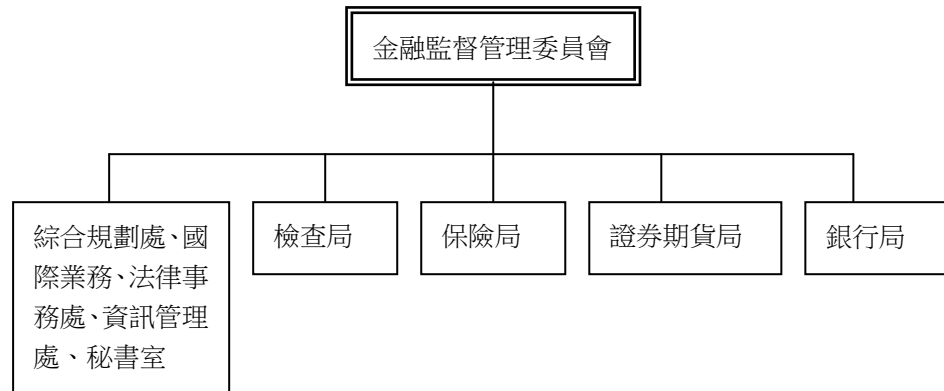 金融監督管理委員會
綜合規劃處、國
際業務、法律事
務處、資訊管理
處、秘書室
檢查局
保險局
證券期貨局
銀行局